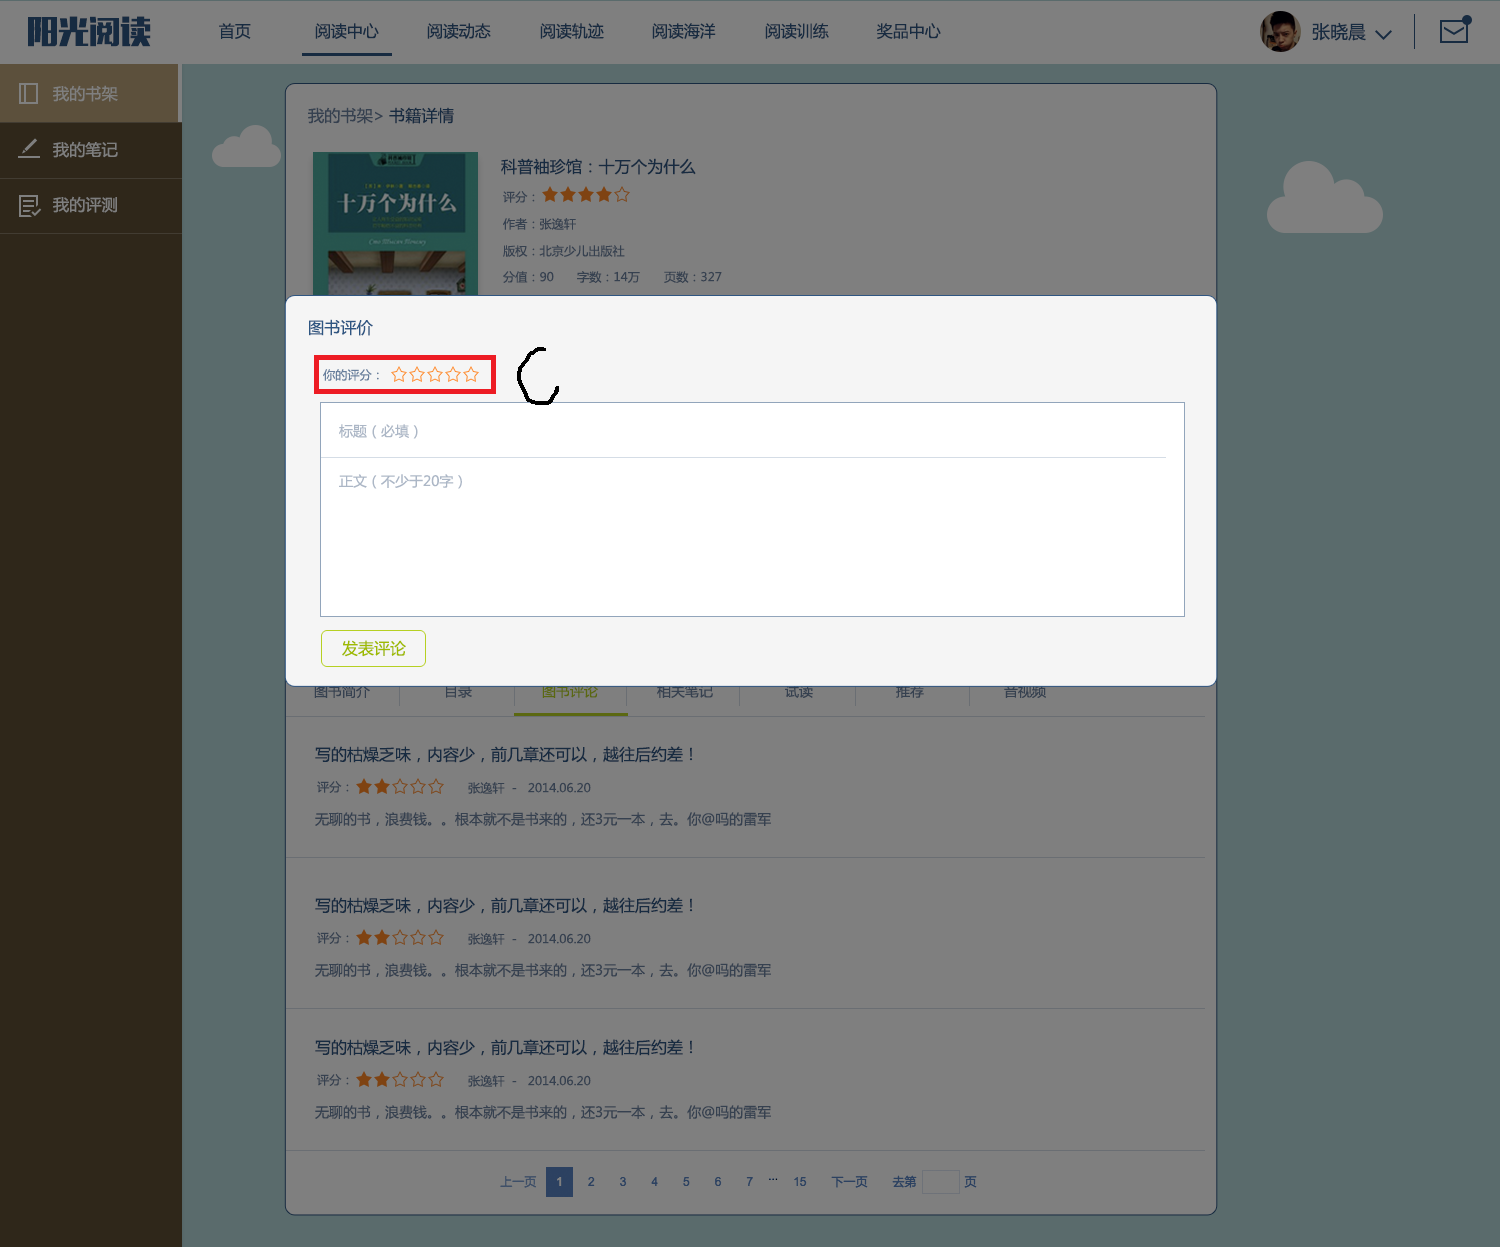 阳光阅读
首页 阅读中心 阅读动态 阅读轨迹 阅读海洋 阅读训练 奖品中心 张晓晨
我的书架
我的笔记
我的评测
我的书架> 书籍详情
十万个为什么
科普袖珍馆：十万个为什么
评分：
作者：张逸轩
版权：北京少儿出版社
分值：90 字数：14万 页数：327
图书评价
你的评分：
C
标题（必填）
正文（不少于20字）
发表评论
图书简介 目录 图书评论 相关笔记 试读 推荐 音视频
写的枯燥乏味，内容少，前几章还可以，越往后约差！
评分： 张逸轩 - 2014.06.20
无聊的书，浪费钱。。根本就不是书来的，还3元一本，去。你@吗的雷军
写的枯燥乏味，内容少，前几章还可以，越往后约差！
评分： 张逸轩 - 2014.06.20
无聊的书，浪费钱。。根本就不是书来的，还3元一本，去。你@吗的雷军
写的枯燥乏味，内容少，前几章还可以，越往后约差！
评分： 张逸轩 - 2014.06.20
无聊的书，浪费钱。。根本就不是书来的，还3元一本，去。你@吗的雷军
上一页 1 2 3 4 5 6 7 ... 15 下一页 去第 页